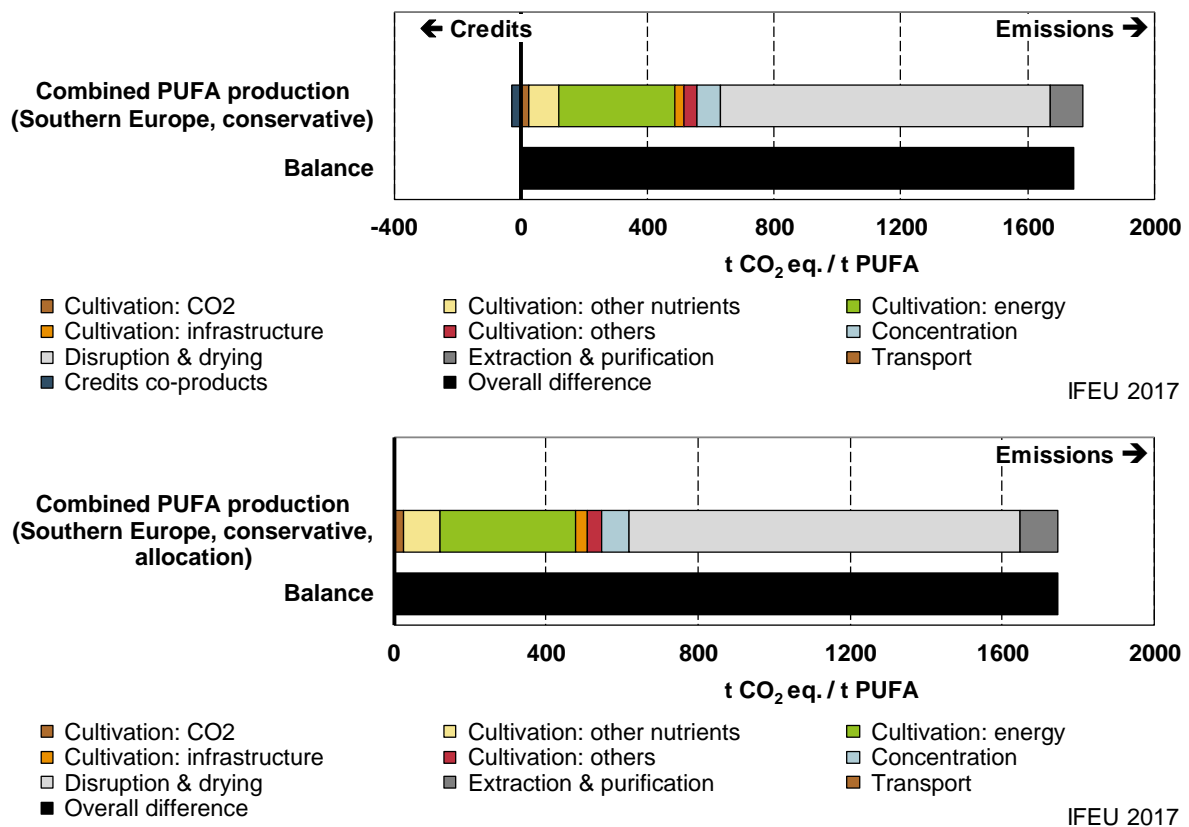 ← Credits Emissions →
Combined PUFA production
(Southern Europe, conservative)
Balance
-400 0 400 800 1200 1600 2000
t CO2 eq. / t PUFA
Cultivation: CO2 Cultivation: other nutrients Cultivation: energy
Cultivation: infrastructure Cultivation: others Concentration
Disruption & drying Extraction & purification Transport
Credits co-products Overall difference
IFEU 2017
Emissions →
Combined PUFA production
(Southern Europe, conservative,
allocation)
Balance
0 400 800 1200 1600 2000
t CO2 eq. / t PUFA
Cultivation: CO2 Cultivation: other nutrients Cultivation: energy
Cultivation: infrastructure Cultivation: others Concentration
Disruption & drying Extraction & purification Transport
Overall difference
IFEU 2017